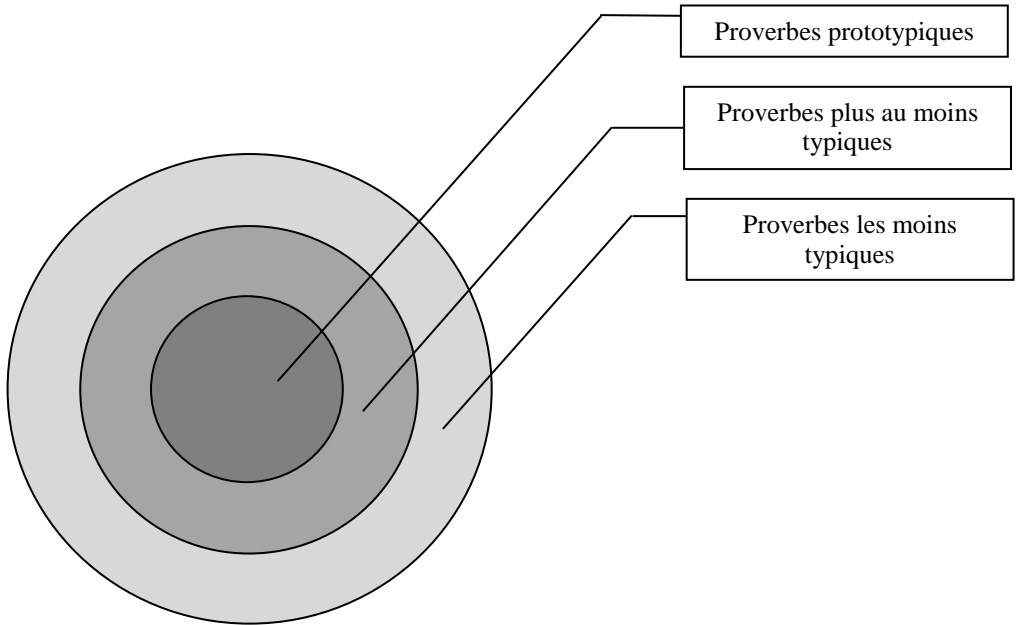 Proverbes prototypiques
Proverbes plus au moins
typiques
Proverbes les moins
typiques